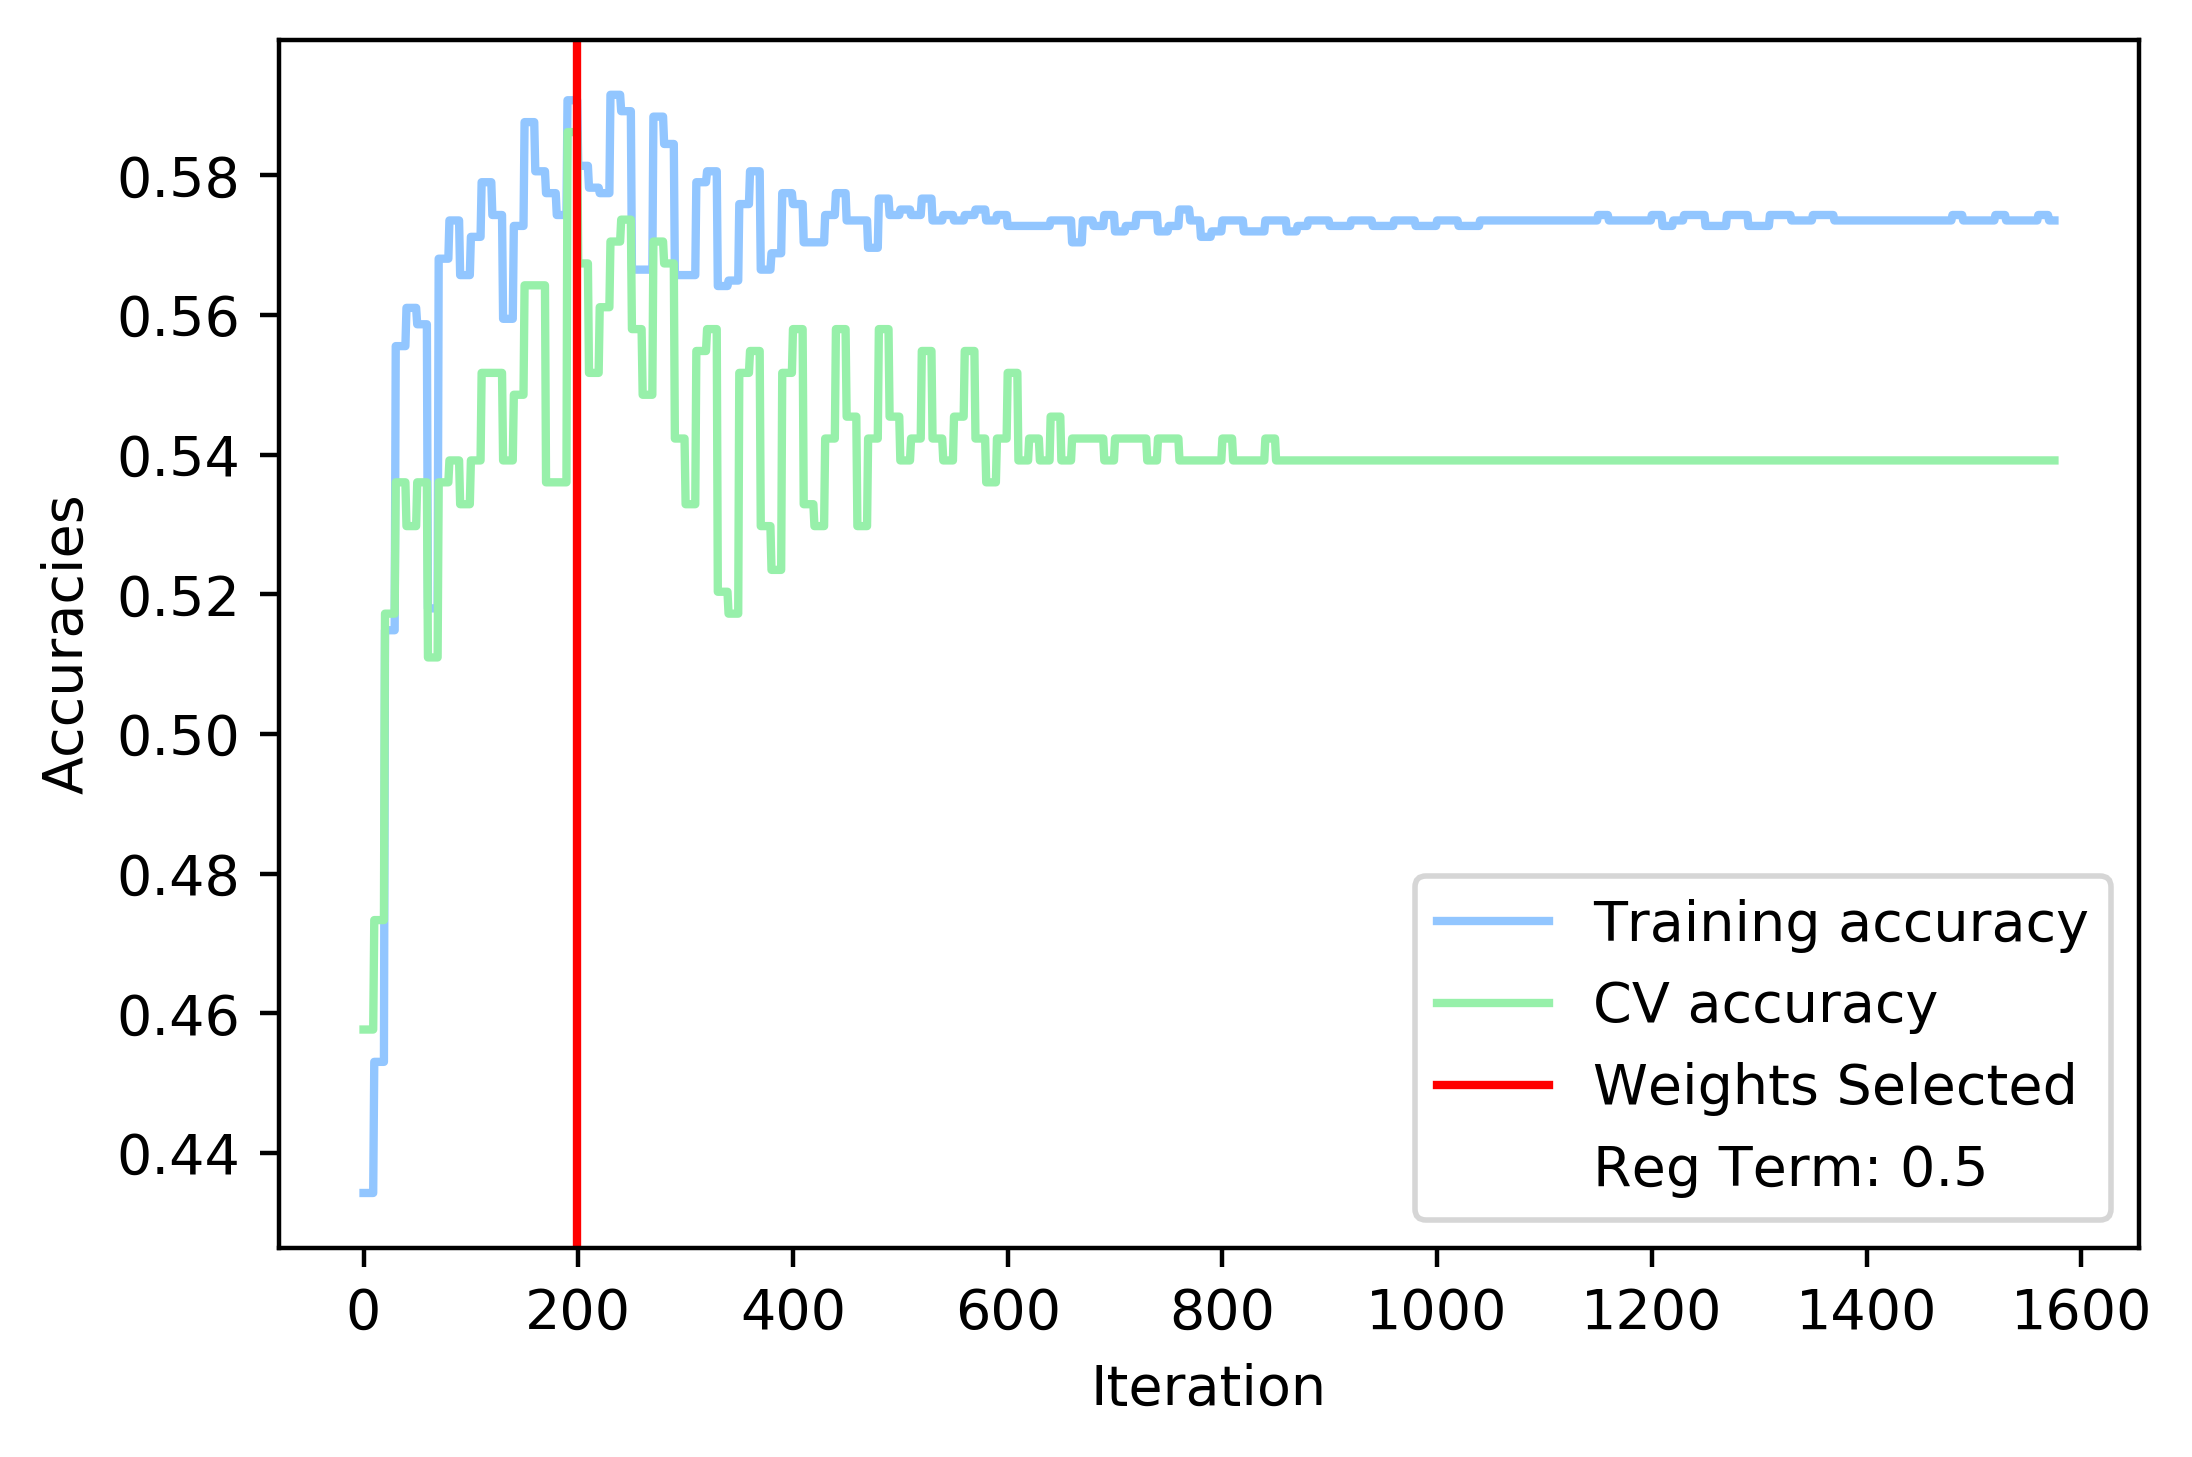 Accuracies
0.58
0.56
0.54
0.52
0.50
0.48
0.46
0.44
Training accuracy
CV accuracy
Weights Selected
Reg Term: 0.5
0 200 400 600 800 1000 1200 1400 1600
Iteration